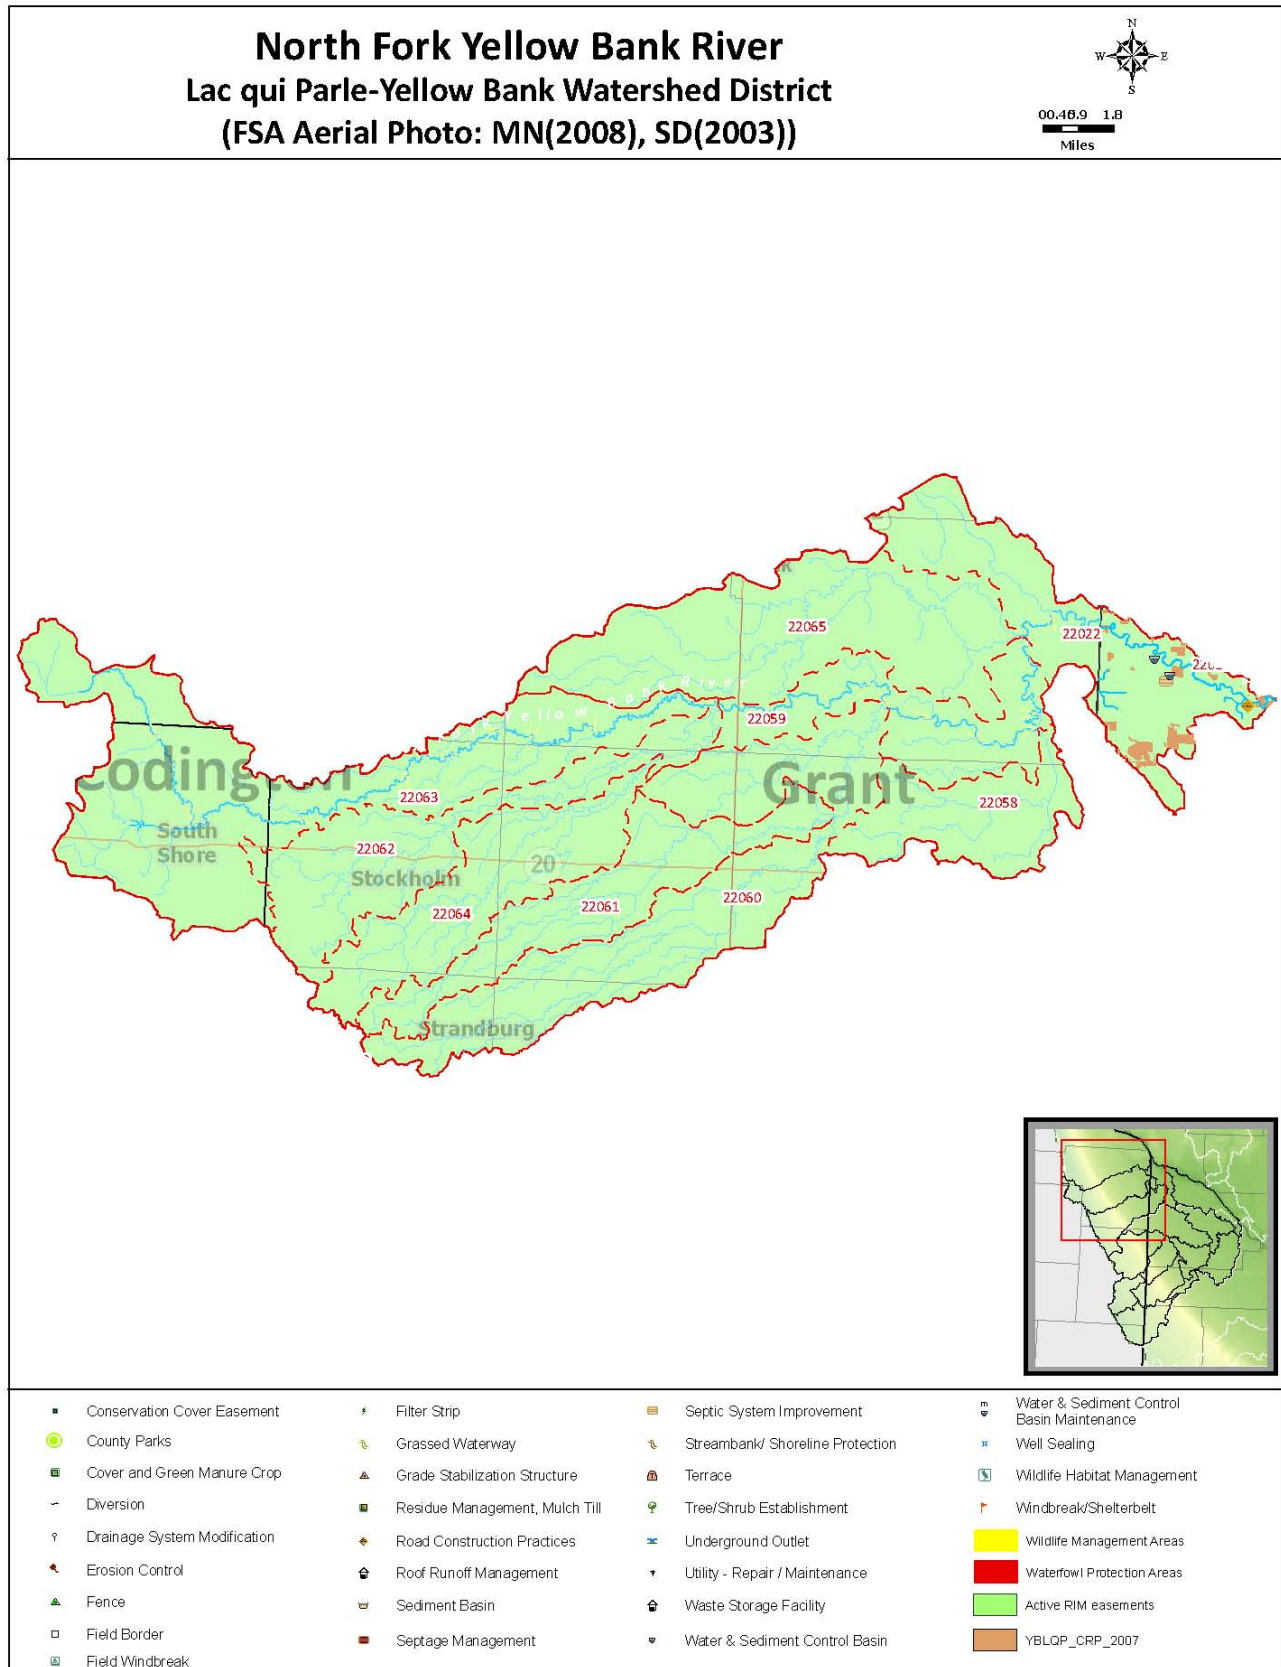 North Fork Yellow Bank River
Lac qui Parle-Yellow Bank Watershed District
(FSA Aerial Photo: MN(2008), SD(2003))
N
W
E
S
1.8
Miles
22065
22022
Yellow Bank River
22059
Codington
Grant
22063
22058
South
Shore
22062
20
Stockholm
22064
22061
22060
Strandburg
Conservation Cover Easement
County Parks
Cover and Green Manure Crop
Diversion
Drainage System Modification
Erosion Control
Fence
Field Border
Field Windbreak
Filter Strip
Grassed Waterway
Grade Stabilization Structure
Residue Management, Mulch Till
Road Construction Practices
Roof Runoff Management
Sediment Basin
Septage Management
Septic System Improvement
Streambank/ Shoreline Protection
Terrace
Tree/Shrub Establishment
Underground Outlet
Utility - Repair / Maintenance
Waste Storage Facility
Water & Sediment Control Basin
Water & Sediment Control
Basin Maintenance
Well Sealing
Wildlife Habitat Management
Windbreak/Shelterbelt
Wildlife Management Areas
Waterfowl Protection Areas
Active RIM easements
YBLQP_CRP_2007